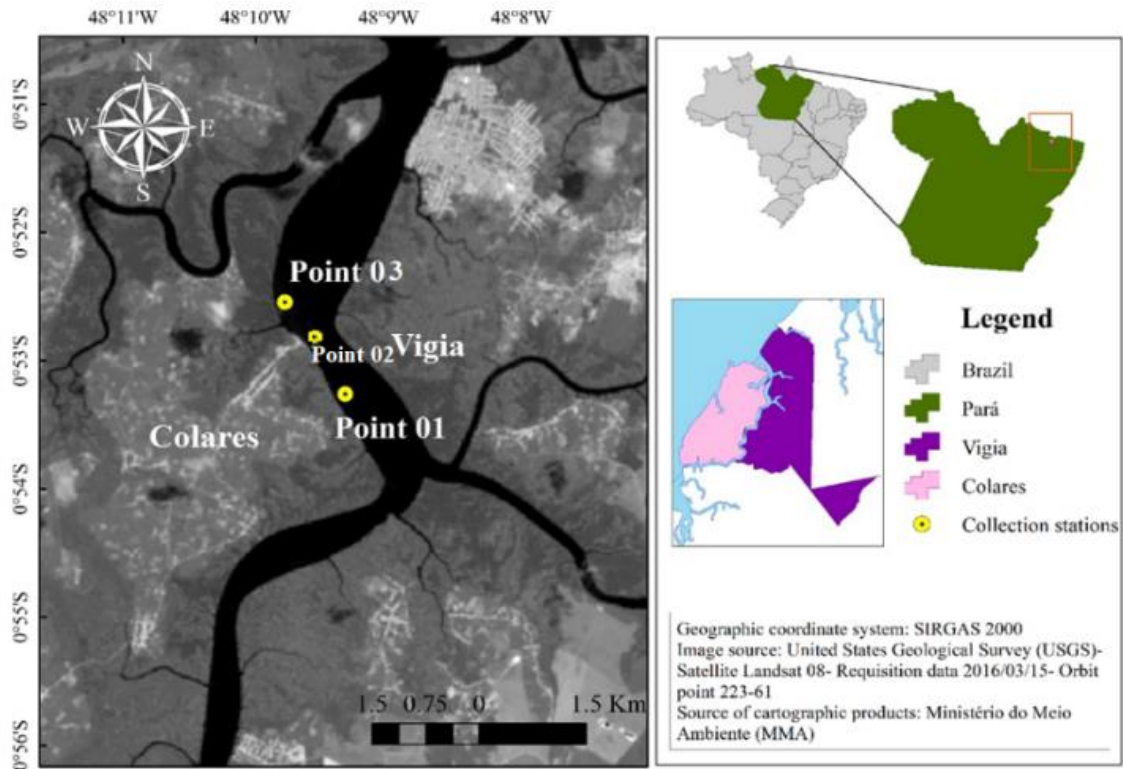 48°11'W 48°10'W 48°9'W 48°8'W
0°51'S
0°52'S
0°53'S
0°54'S
0°55'S
0°56'S
N
W E
S
Point 03
Point 02
Vigia
Point 01
Colares
1.5 0.75 0 1.5 Km
Legend
Brazil
Pará
Vigia
Colares
Collection stations
Geographic coordinate system: SIRGAS 2000
Image source: United States Geological Survey (USGS)-
Satellite Landsat 08- Requisition data 2016/03/15- Orbit
point 223-61
Source of cartographic products: Ministério do Meio
Ambiente (MMA)